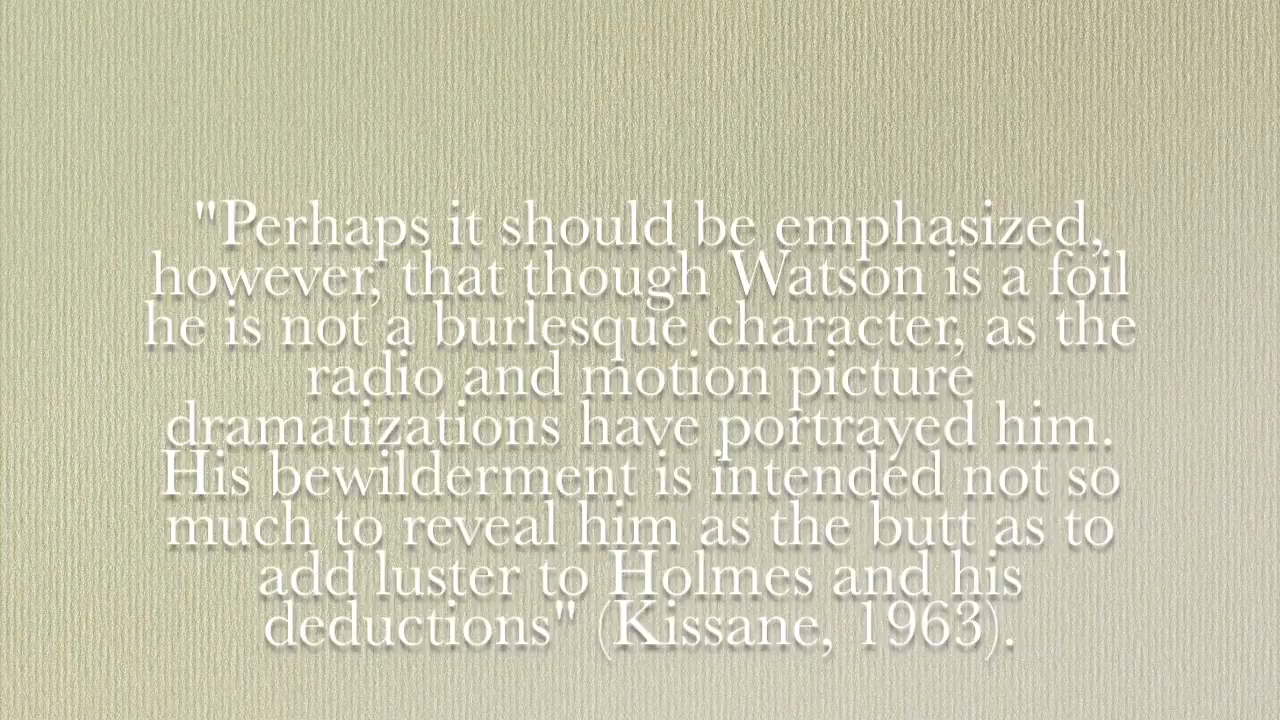 "Perhaps it should be emphasized,
however, that though Watson is a foil
he is not a burlesque character, as the
radio and motion picture
dramatizations have portrayed him.
His bewilderment is intended not so
much to reveal him as the butt as to
add luster to Holmes and his
deductions" (Kissane, 1963).